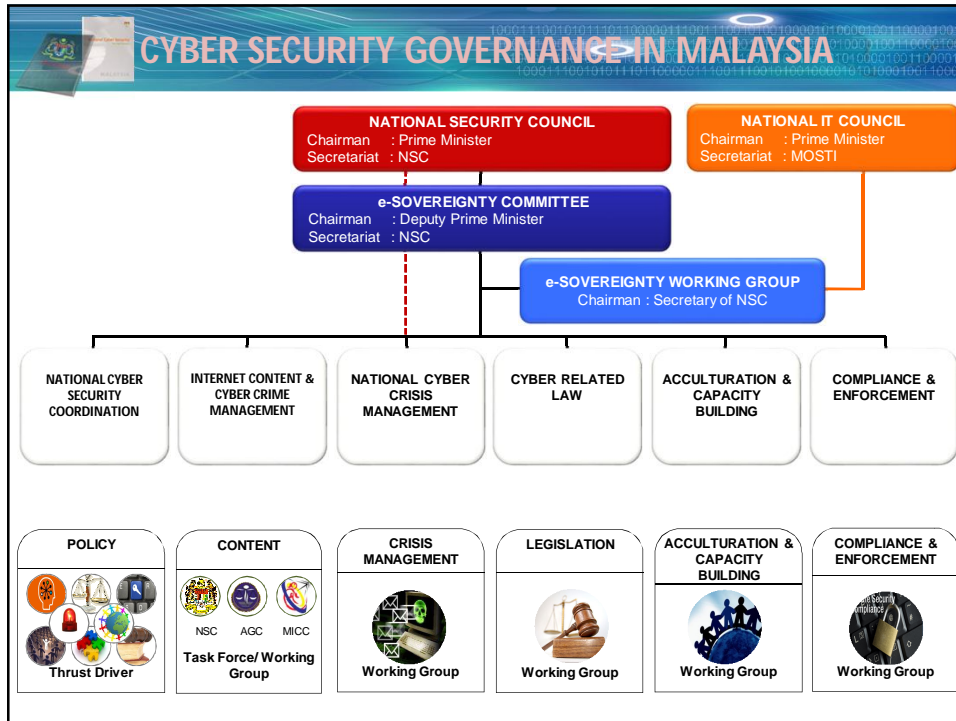 CYBER SECURITY GOVERNANCE IN MALAYSIA
NATIONAL SECURITY COUNCIL
Chairman : Prime Minister
Secretariat : NSC
NATIONAL IT COUNCIL
Chairman : Prime Minister
Secretariat : MOSTI
e-SOVEREIGNTY COMMITTEE
Chairman : Deputy Prime Minister
Secretariat : NSC
e-SOVEREIGNTY WORKING GROUP
Chairman : Secretary of NSC
NATIONAL CYBER
SECURITY
COORDINATION
INTERNET CONTENT &
CYBER CRIME
MANAGEMENT
NATIONAL CYBER
CRISIS
MANAGEMENT
CYBER RELATED
LAW
ACCULTURATION &
CAPACITY
BUILDING
COMPLIANCE &
ENFORCEMENT
POLICY
Thrust Driver
CONTENT
NSC AGC MICC
Task Force/ Working
Group
CRISIS
MANAGEMENT
Working Group
LEGISLATION
Working Group
ACCULTURATION &
CAPACITY
BUILDING
Working Group
COMPLIANCE &
ENFORCEMENT
Security
Working Group